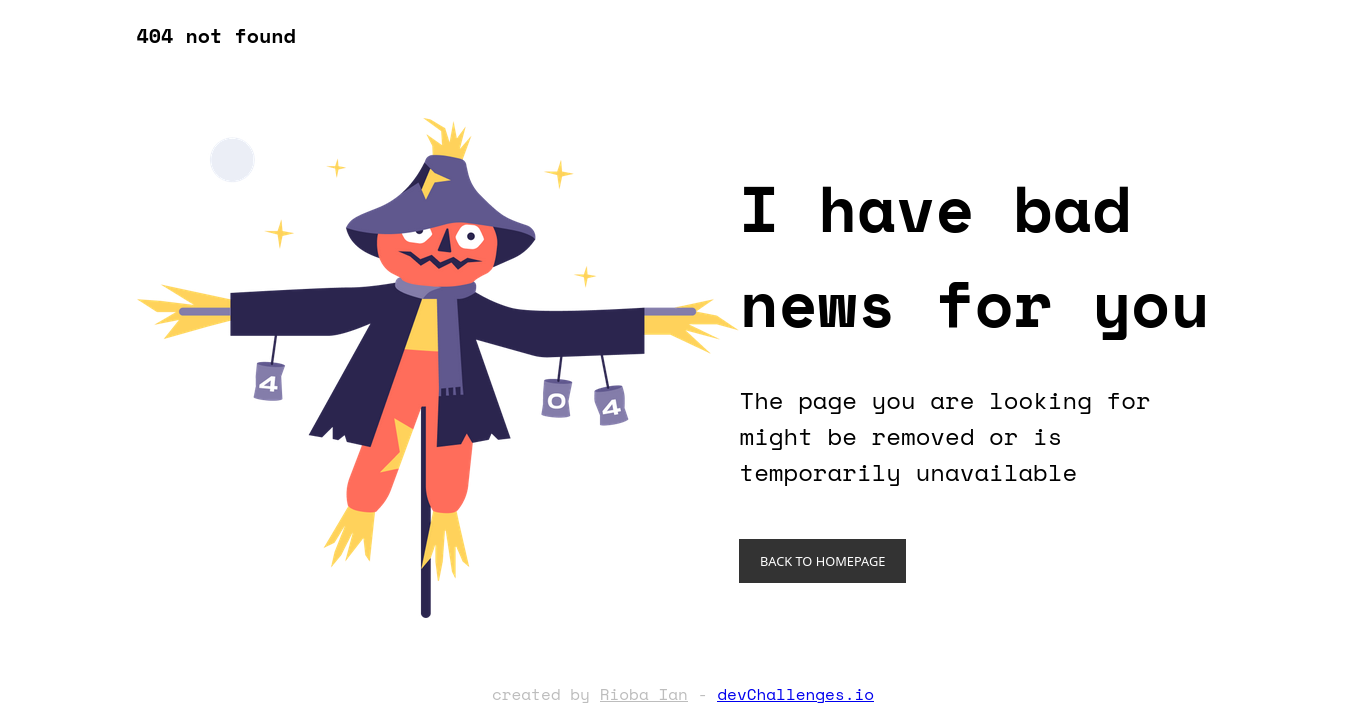 404 not found
I have bad
news for you
The page you are looking for
might be removed or is
temporarily unavailable
4
0
4
BACK TO HOMEPAGE
created by Rioba Ian - devChallenges.io